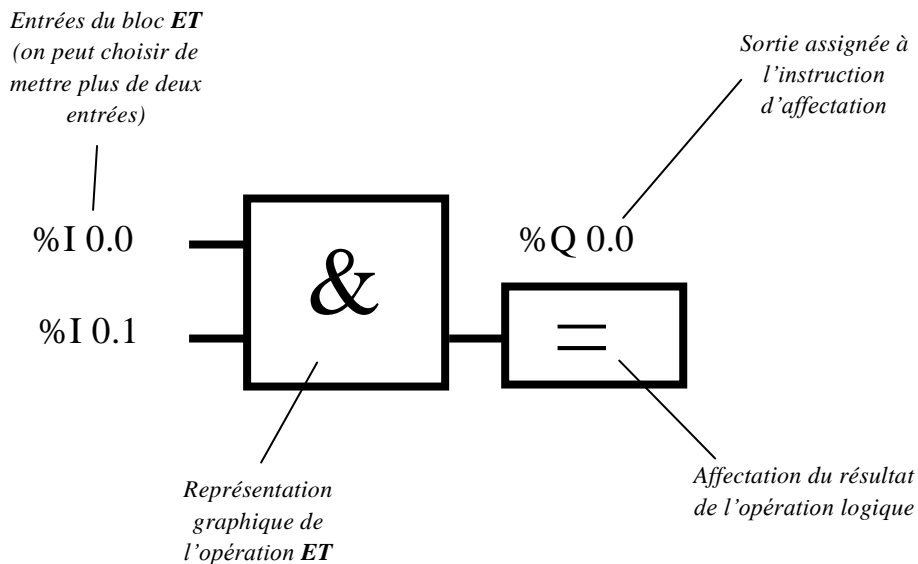 Entrées du bloc ET
(on peut choisir de
mettre plus de deux
entrées)
Sortie assignée à
l'instruction
d'affectation
%I 0.0
%Q 0.0
&
%I 0.1
=
Représentation
graphique de
l'opération ET
Affectation du résultat
de l'opération logique